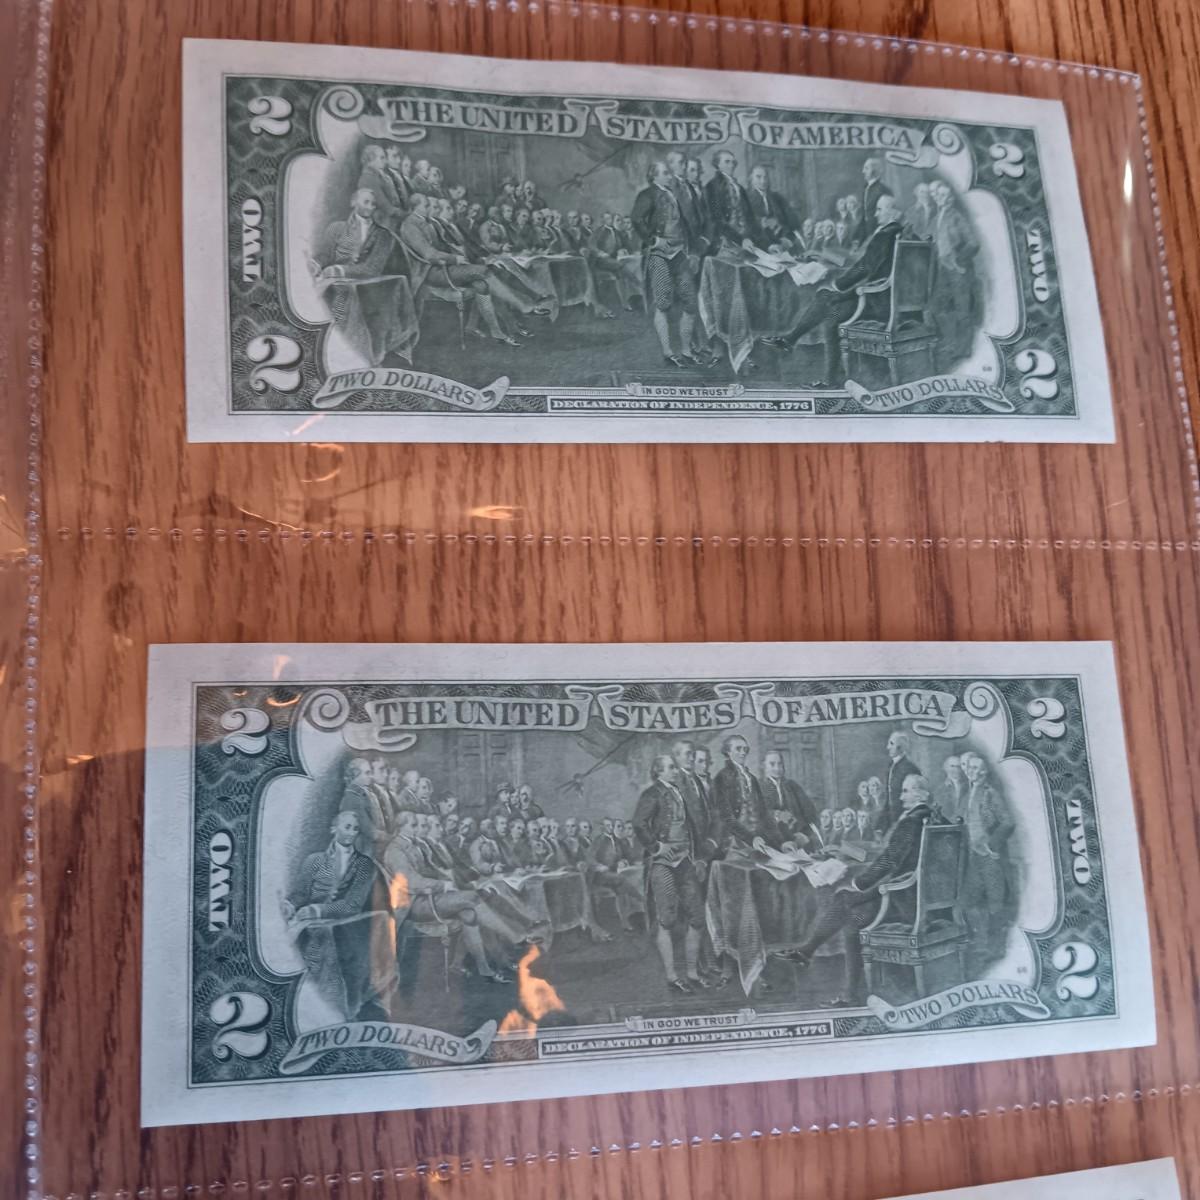 2 THE UNITED STATES OF AMERICA 2
TWO TWO
2 TWO DOLLARS IN GOD WE TRUST TWO DOLLARS 2
DECLARATION OF INDEPENDENCE, 1776
2 THE UNITED STATES OF AMERICA 2
TWO TWO
2 TWO DOLLARS IN GOD WE TRUST TWO DOLLARS 2
DECLARATION OF INDEPENDENCE, 1776